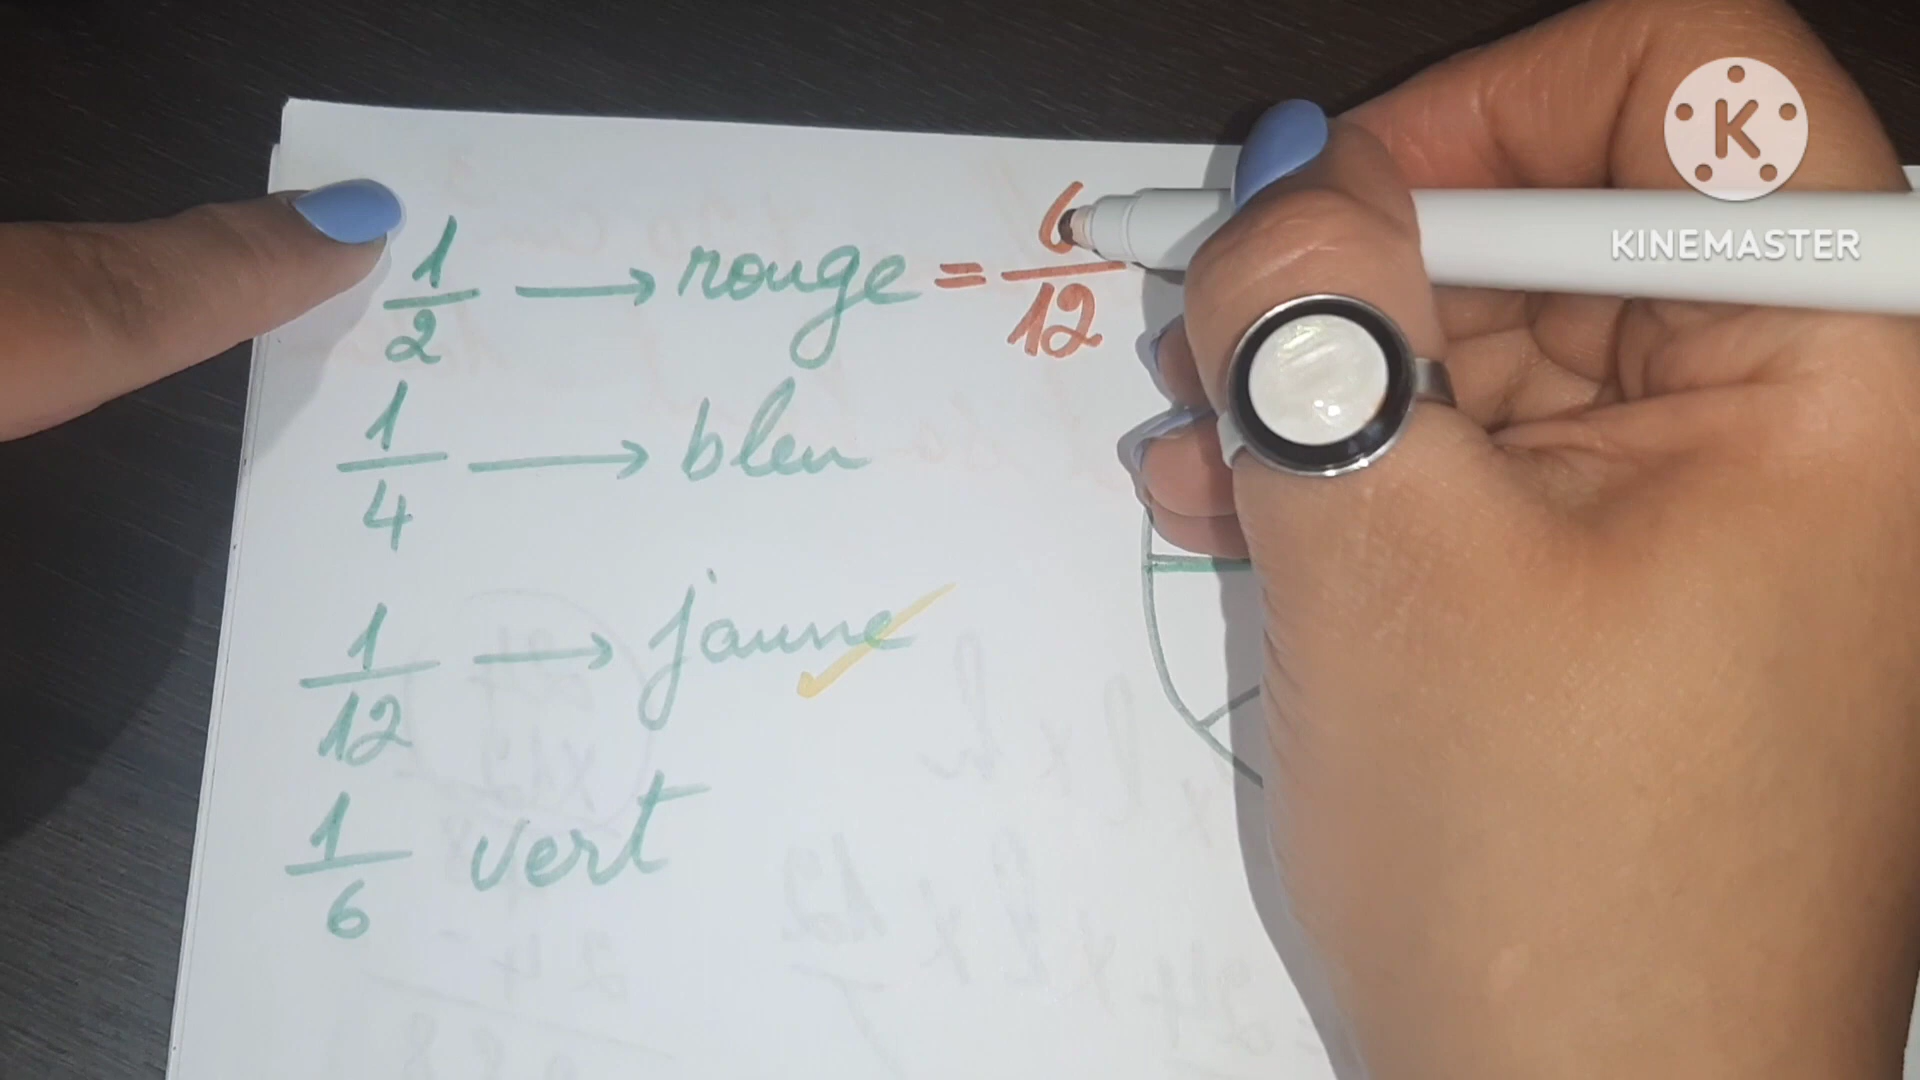 1/2 → rouge = 6/12
1/4 → bleu
1/12 → jaune
1/6 vert
K
KINEMASTER